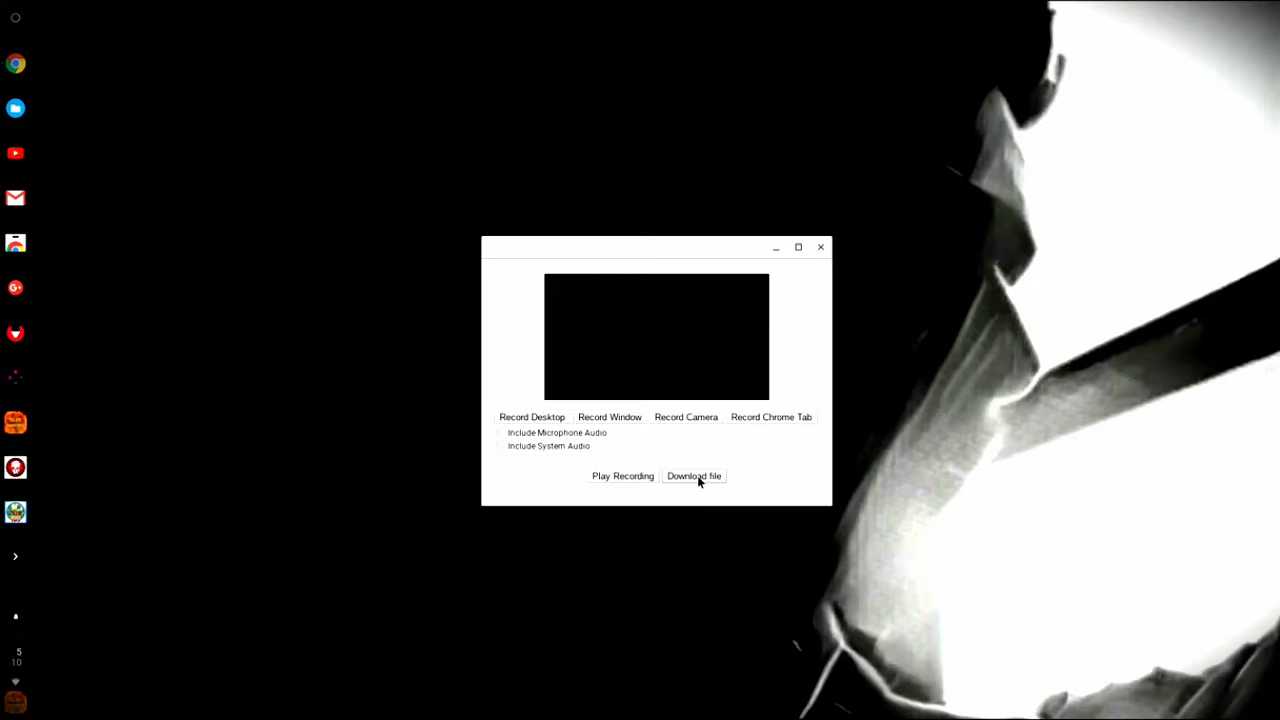 Record Desktop Record Window Record Camera Record Chrome Tab
Include Microphone Audio
Include System Audio
Play Recording Download file
5
10